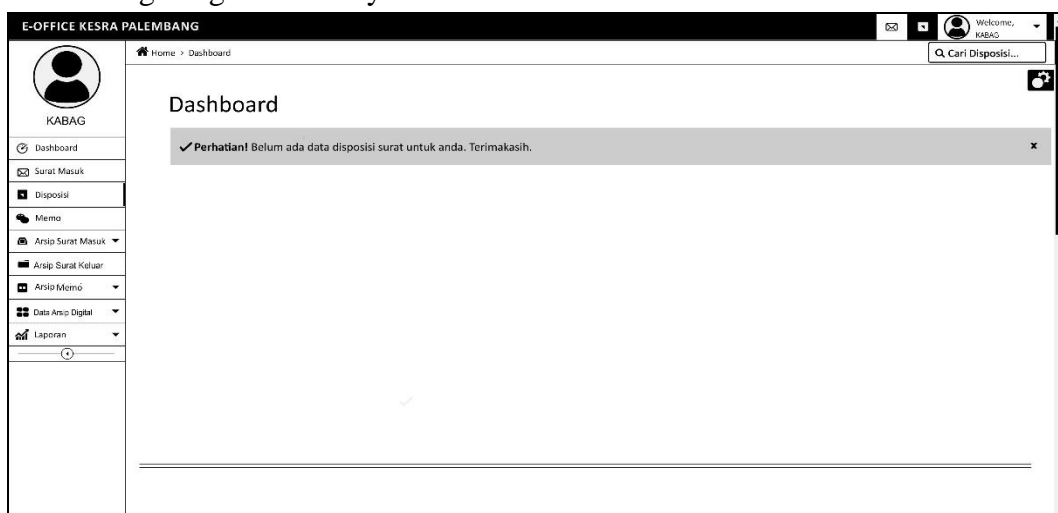 E-OFFICE KESRA PALEMBANG
Welcome,
KABAG
Home > Dashboard
Cari Disposisi...
KABAG
Dashboard
Perhatian! Belum ada data disposisi surat untuk anda. Terimakasih.
x
Dashboard
Surat Masuk
Disposisi
Memo
Arsip Surat Masuk
Arsip Surat Keluar
Arsip Memo
Data Arsip Digital
Laporan